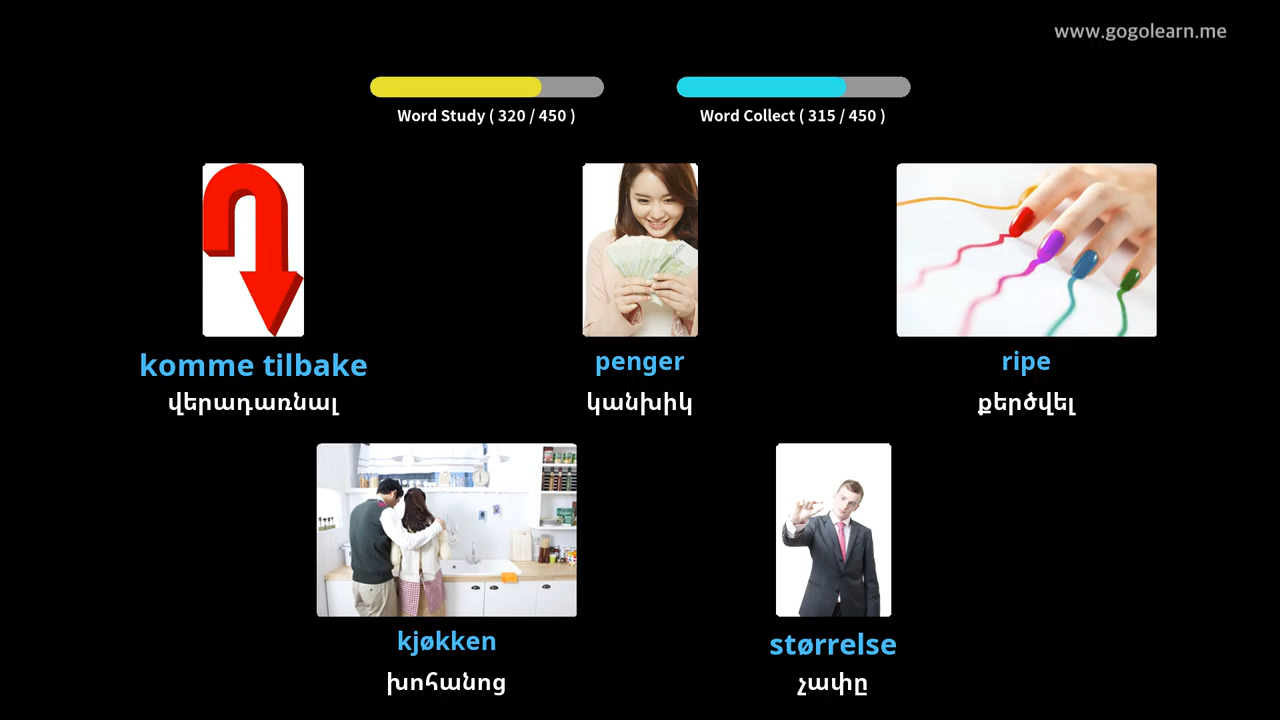 www.gogolearn.me
Word Study ( 320 / 450 )
Word Collect ( 315 / 450 )
komme tilbake
վերադառնալ
penger
կանխիկ
ripe
քերծվել
kjøkken
խոհանոց
størrelse
չափը